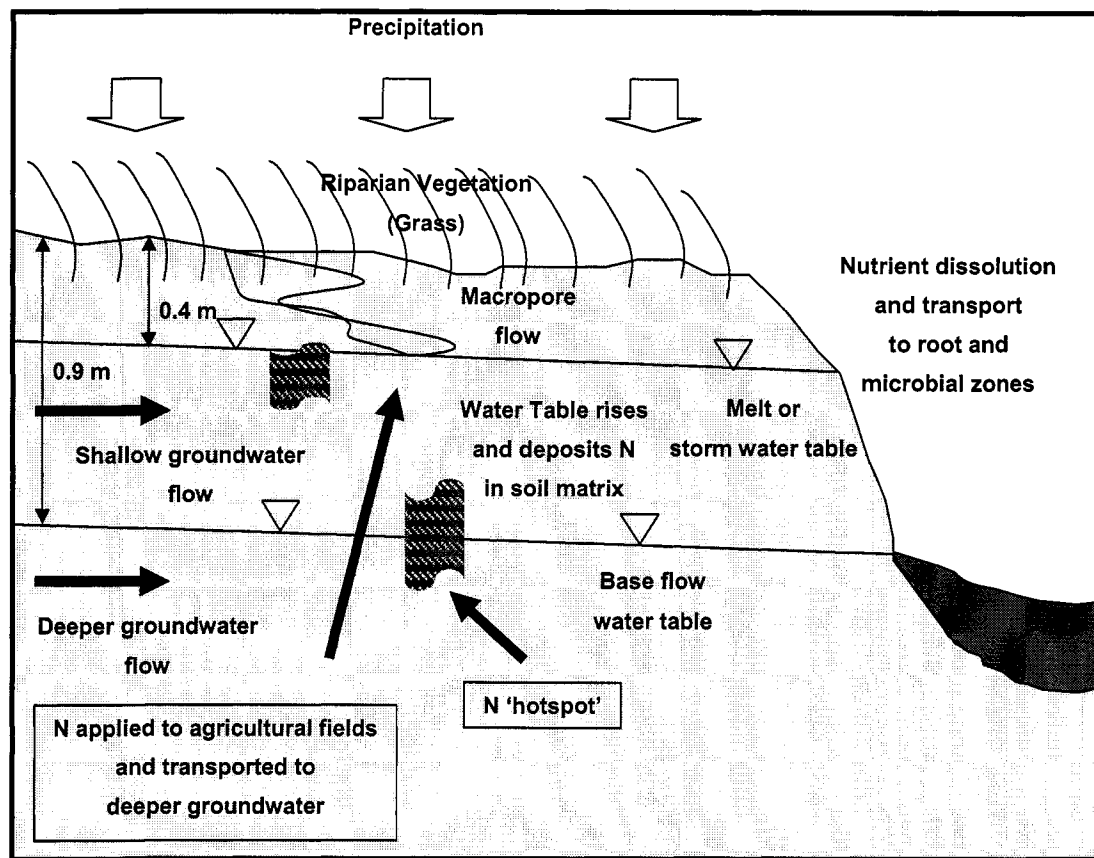 Precipitation
Riparian Vegetation
(Grass)
Macropore
flow
Nutrient dissolution
and transport
to root and
microbial zones
0.4 m
0.9 m
Shallow groundwater
flow
Water Table rises
and deposits N
in soil matrix
Melt or
storm water table
Deeper groundwater
flow
Base flow
water table
N 'hotspot'
N applied to agricultural fields
and transported to
deeper groundwater